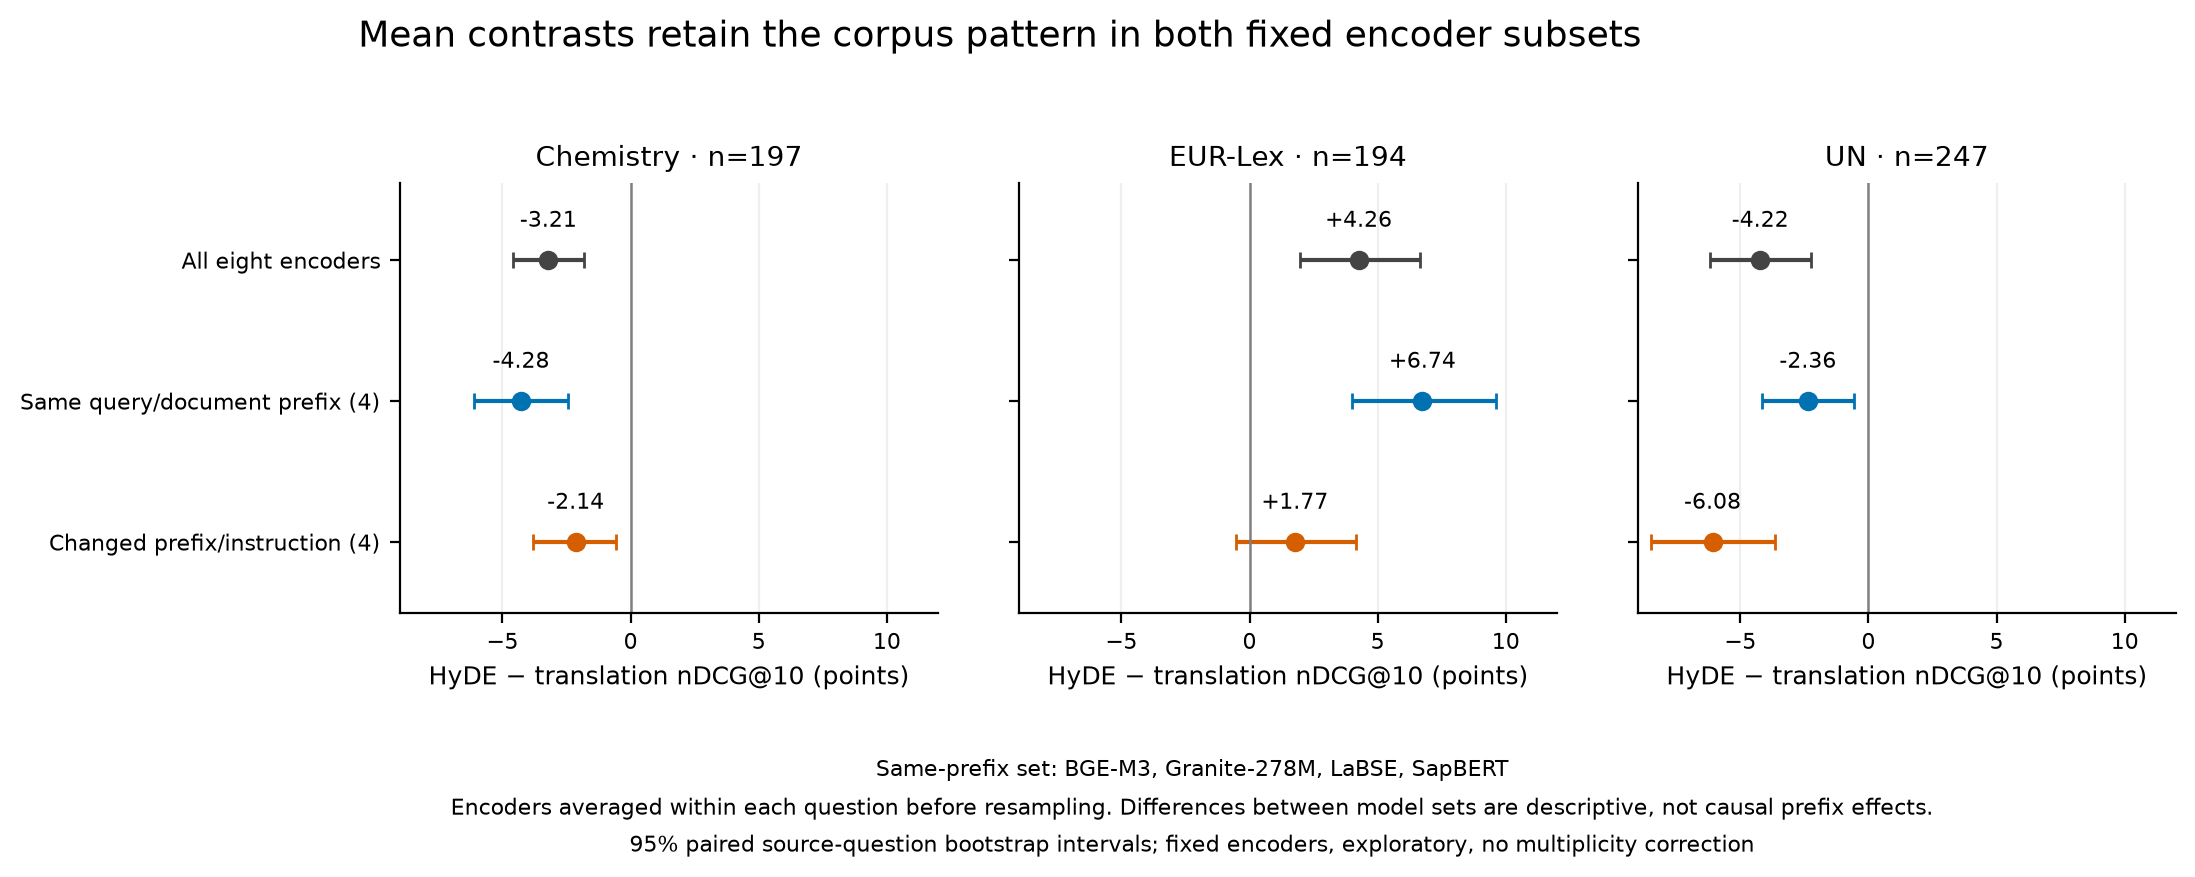 Mean contrasts retain the corpus pattern in both fixed encoder subsets
Chemistry · n=197
EUR-Lex · n=194
UN · n=247
All eight encoders
-3.21
+4.26
-4.22
Same query/document prefix (4)
-4.28
+6.74
-2.36
Changed prefix/instruction (4)
-2.14
+1.77
-6.08
−5 0 5 10
−5 0 5 10
−5 0 5 10
HyDE − translation nDCG@10 (points)
HyDE − translation nDCG@10 (points)
HyDE − translation nDCG@10 (points)
Same-prefix set: BGE-M3, Granite-278M, LaBSE, SapBERT
Encoders averaged within each question before resampling. Differences between model sets are descriptive, not causal prefix effects.
95% paired source-question bootstrap intervals; fixed encoders, exploratory, no multiplicity correction